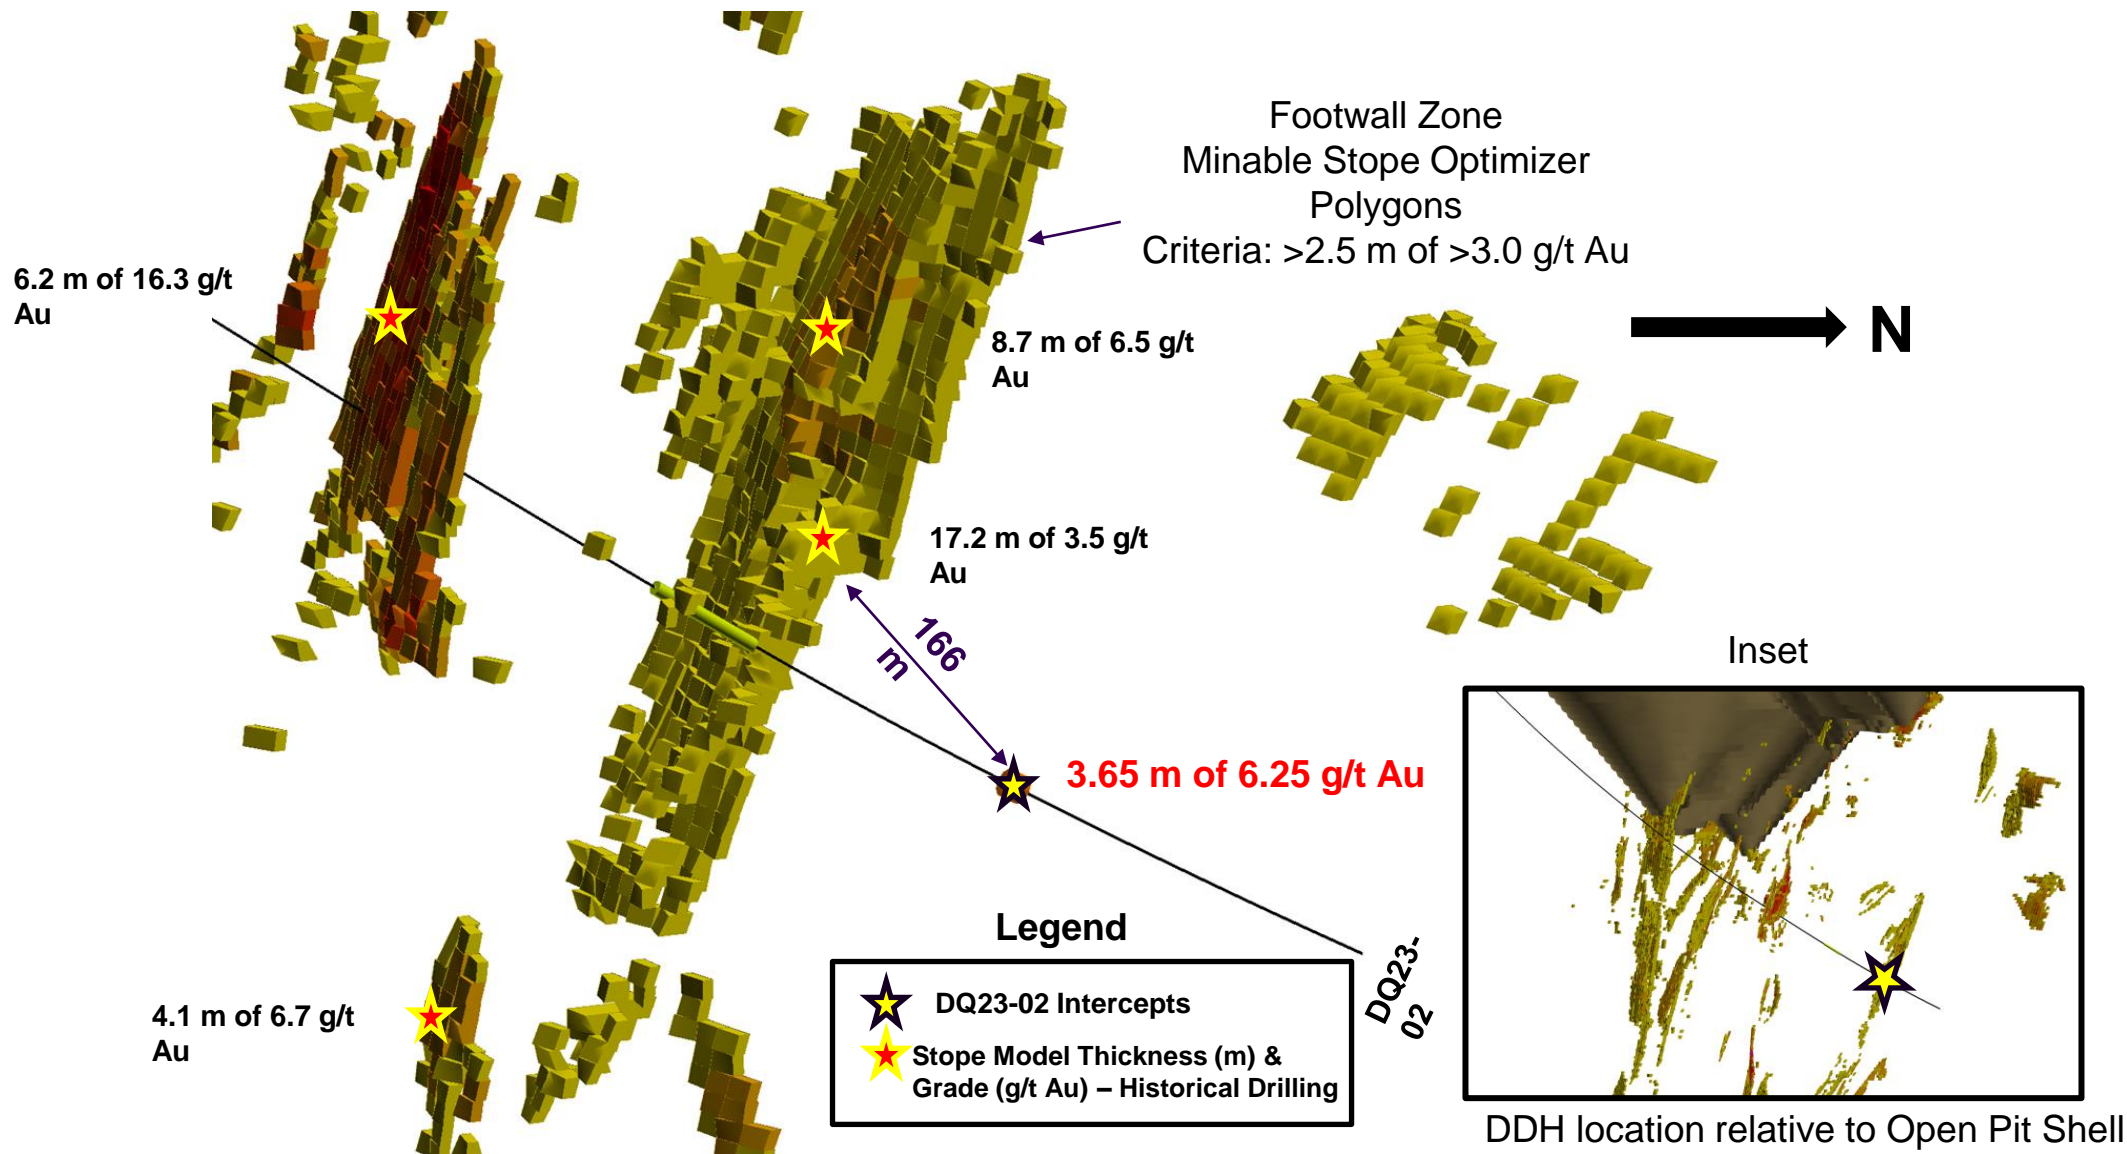 Footwall Zone
Minable Stope Optimizer
Polygons
Criteria: >2.5 m of >3.0 g/t Au
6.2 m of 16.3 g/t
Au
N
8.7 m of 6.5 g/t
Au
17.2 m of 3.5 g/t
Au
166
m
3.65 m of 6.25 g/t Au
4.1 m of 6.7 g/t
Au
DQ23-
02
Legend
DQ23-02 Intercepts
Stope Model Thickness (m) &
Grade (g/t Au) – Historical Drilling
Inset
DDH location relative to Open Pit Shell